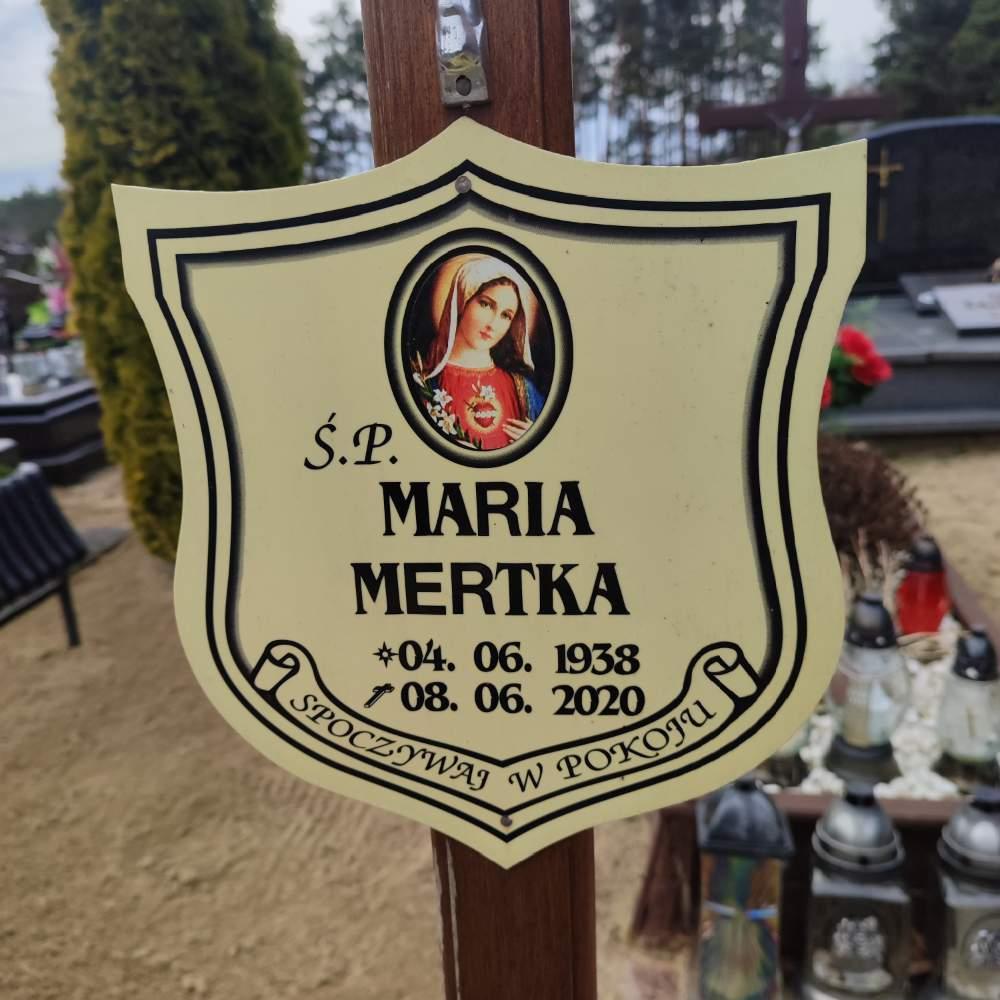 Ś.P.
MARIA
MERTKA
04. 06. 1938
08. 06. 2020
SPOCZYWAJ W POKOJU